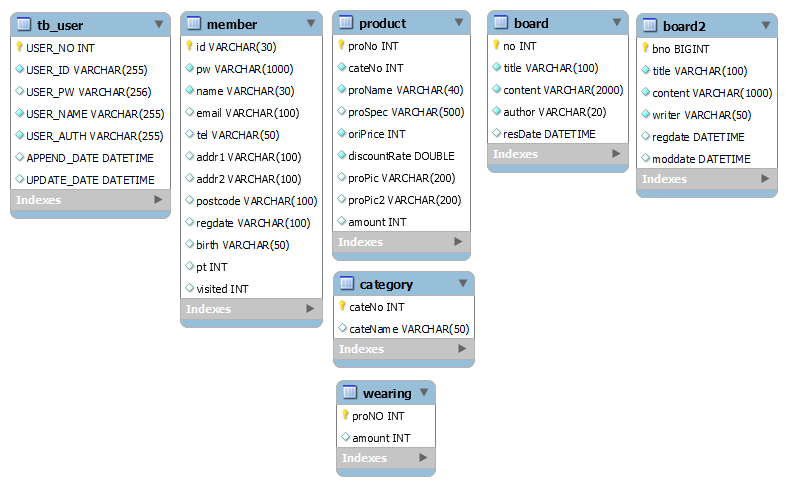 tb_user
USER_NO INT
USER_ID VARCHAR(255)
USER_PW VARCHAR(256)
USER_NAME VARCHAR(255)
USER_AUTH VARCHAR(255)
APPEND_DATE DATETIME
UPDATE_DATE DATETIME
Indexes
member
id VARCHAR(30)
pw VARCHAR(1000)
name VARCHAR(30)
email VARCHAR(100)
tel VARCHAR(50)
addr1 VARCHAR(100)
addr2 VARCHAR(100)
postcode VARCHAR(100)
regdate VARCHAR(100)
birth VARCHAR(50)
pt INT
visited INT
Indexes
product
proNo INT
cateNo INT
proName VARCHAR(40)
proSpec VARCHAR(500)
oriPrice INT
discountRate DOUBLE
proPic VARCHAR(200)
proPic2 VARCHAR(200)
amount INT
Indexes
category
cateNo INT
cateName VARCHAR(50)
Indexes
wearing
proNO INT
amount INT
Indexes
board
no INT
title VARCHAR(100)
content VARCHAR(2000)
author VARCHAR(20)
resDate DATETIME
Indexes
board2
bno BIGINT
title VARCHAR(100)
content VARCHAR(1000)
writer VARCHAR(50)
regdate DATETIME
moddate DATETIME
Indexes